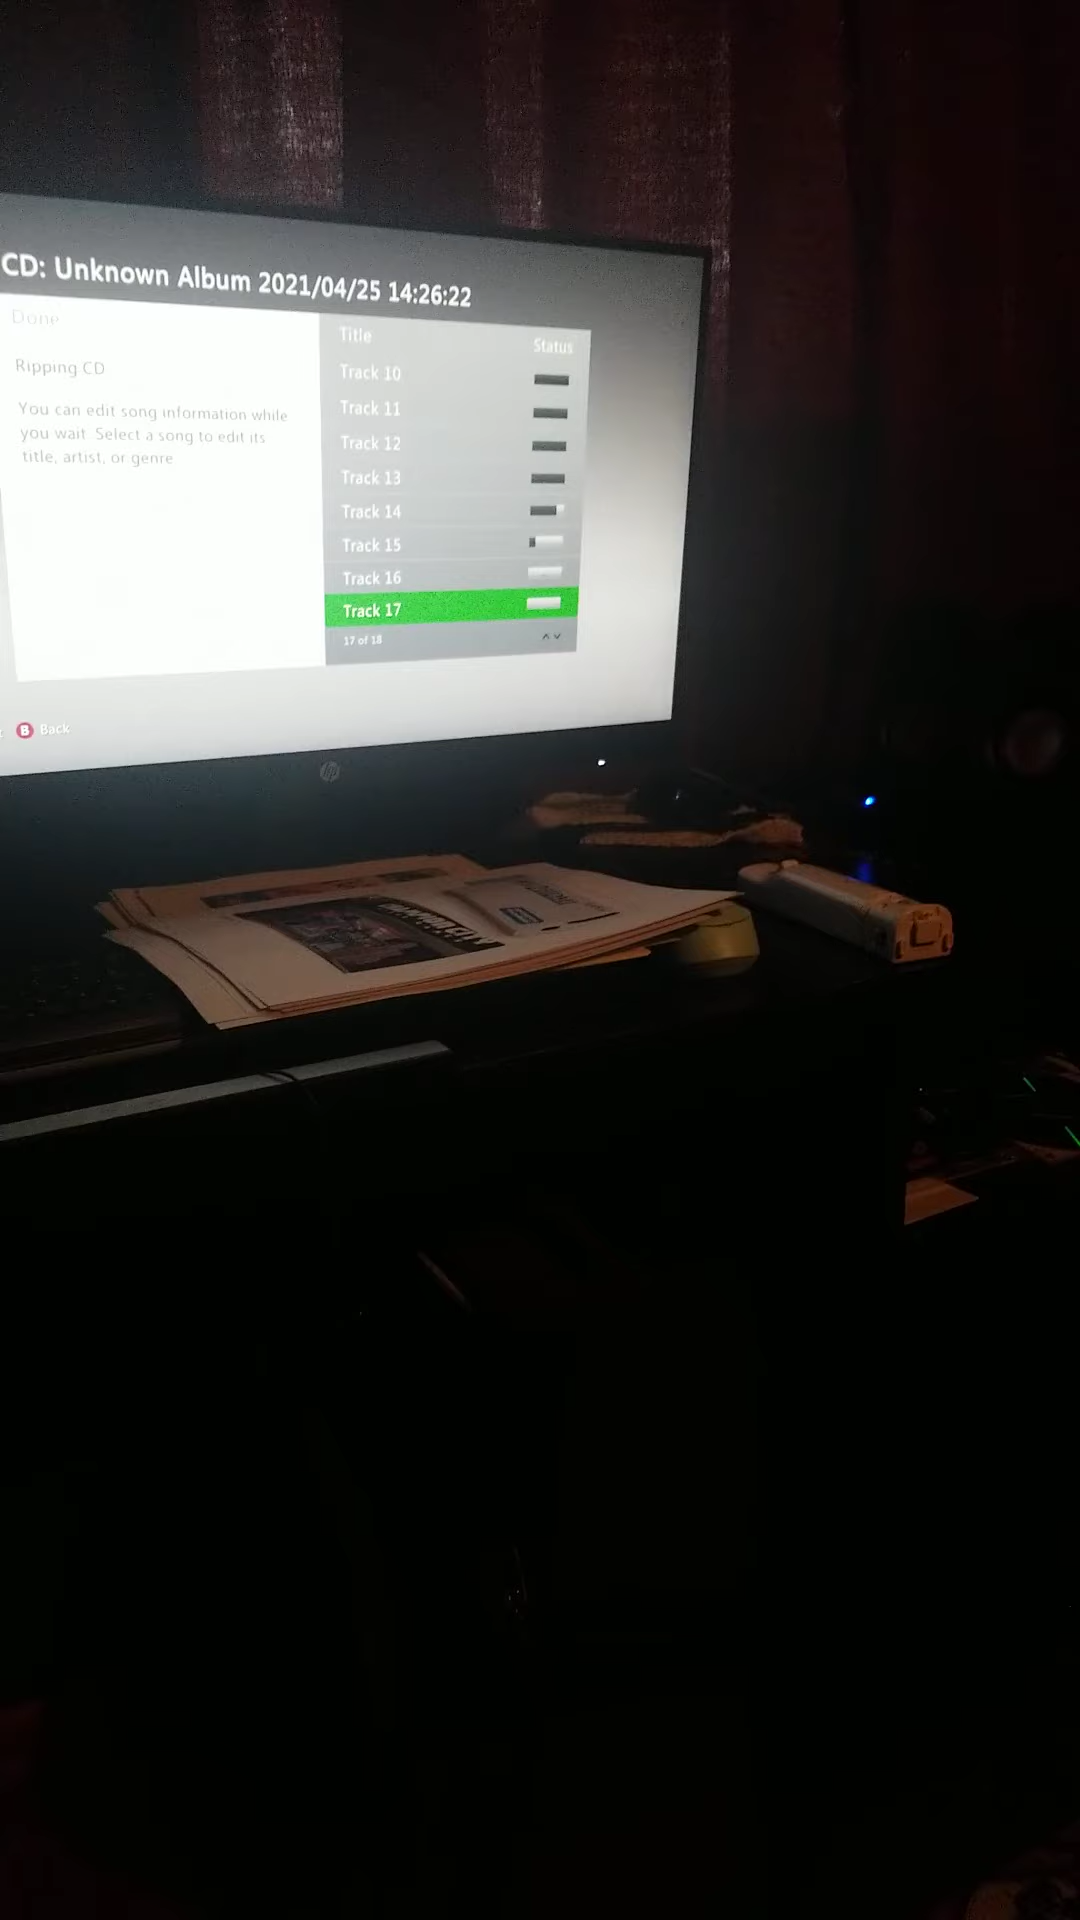 CD: Unknown Album 2021/04/25 14:26:22
Done
Ripping CD
You can edit song information while
you wait. Select a song to edit its
title, artist, or genre
Title Status
Track 10
Track 11
Track 12
Track 13
Track 14
Track 15
Track 16
Track 17
17 of 18
B Back
hp